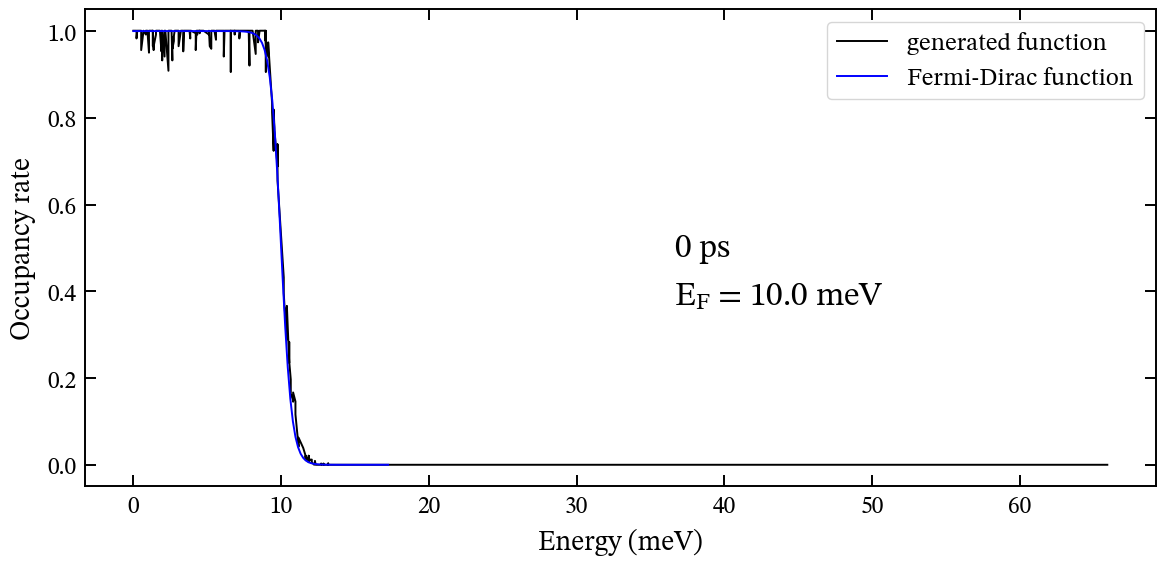 generated function
Fermi-Dirac function
1.0
0.8
0.6
0.4
0.2
0.0
Occupancy rate
0 ps
E_F = 10.0 meV
0 10 20 30 40 50 60
Energy (meV)